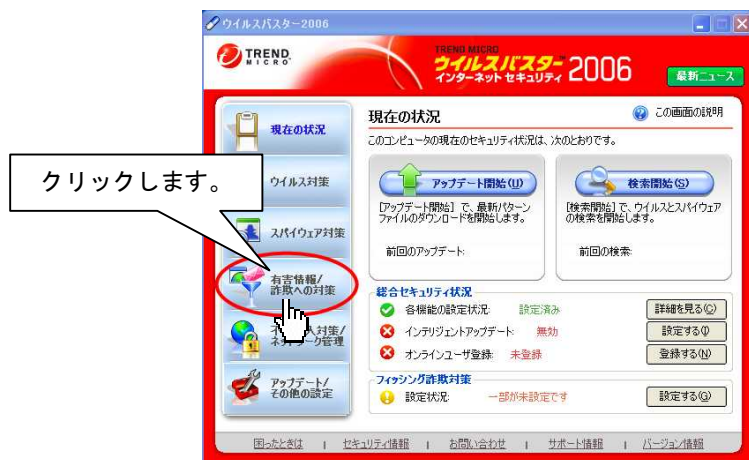 ウイルスバスター2006
TREND
MICRO
TREND MICRO
ウイルスバスター™
インターネット セキュリティ 2006
最新ニュース
現在の状況
ウイルス対策
スパイウェア対策
有害情報/
詐欺への対策
対策/
ネットワーク管理
アップデート/
その他の設定
クリックします。
現在の状況
この画面の説明
このコンピュータの現在のセキュリティ状況は、次のとおりです。
アップデート開始(U)
[アップデート開始] で、最新パターン
ファイルのダウンロードを開始します。
前回のアップデート:
検索開始(S)
[検索開始] で、ウイルスとスパイウェア
の検索を開始します。
前回の検索:
総合セキュリティ状況
各機能の設定状況: 設定済み 詳細を見る(C)
インテリジェントアップデート: 無効 設定する(I)
オンラインユーザ登録: 未登録 登録する(N)
フィッシング詐欺対策
設定状況: 一部が未設定です 設定する(G)
困ったときは | セキュリティ情報 | お問い合わせ | サポート情報 | バージョン情報